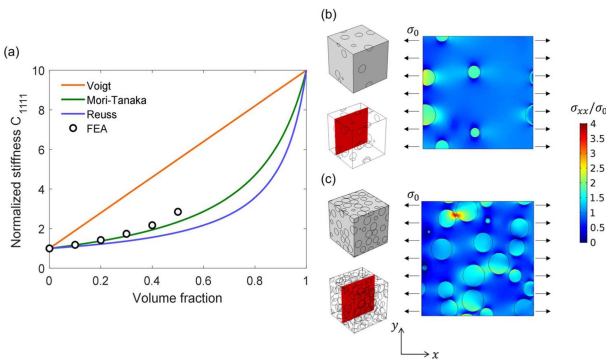 (a)
Normalized stiffness C1111
10
8
6
4
2
0
Voigt
Mori-Tanaka
Reuss
FEA
0
0.2
0.4
0.6
0.8
1
Volume fraction
(b)
σ0
(c)
σ0
y
x
σxx/σ0
4
3.5
3
2.5
2
1.5
1
0.5
0